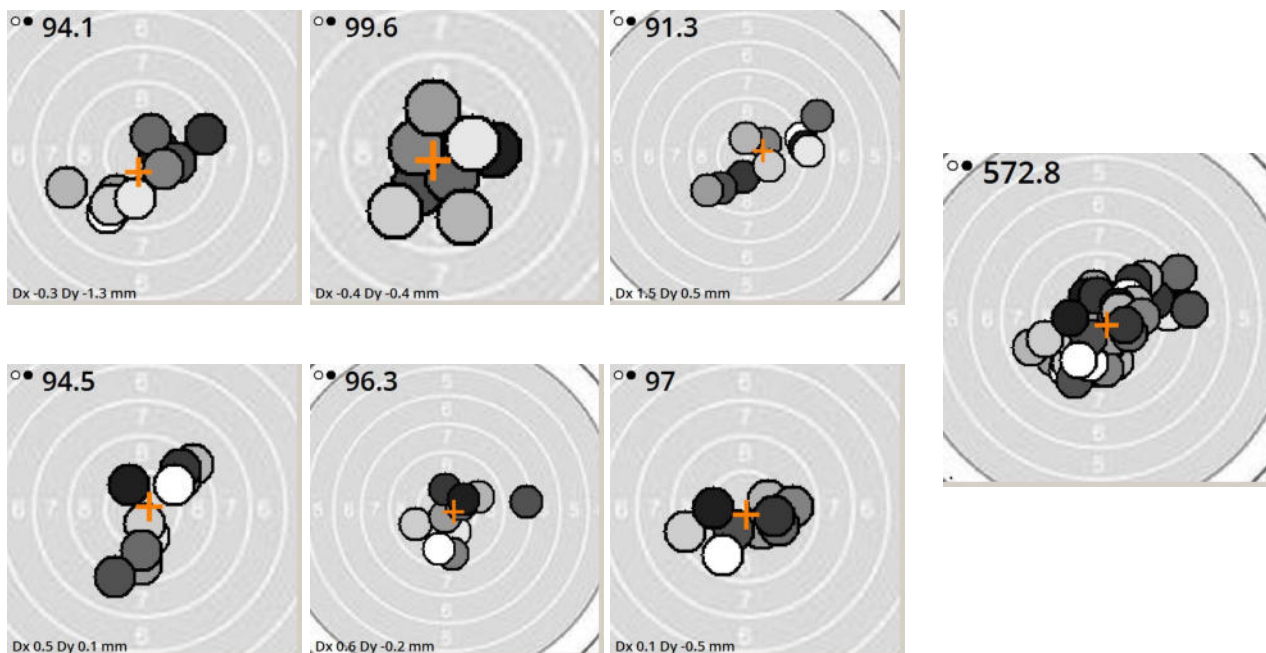 94.1
99.6
91.3
Dx -0.3 Dy -1.3 mm
Dx -0.4 Dy -0.4 mm
Dx 1.5 Dy 0.5 mm
572.8
94.5
96.3
97
Dx 0.5 Dy 0.1 mm
Dx 0.6 Dy -0.2 mm
Dx 0.1 Dy -0.5 mm